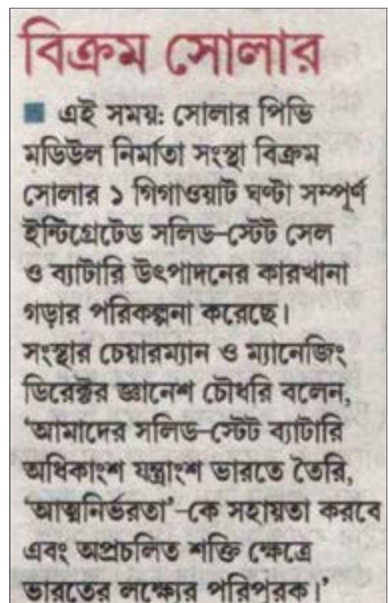 বিক্রম সোলার
এই সময়: সোলার পিভি
মডিউল নির্মাতা সংস্থা বিক্রম
সোলার ১ গিগাওয়াট ঘণ্টা সম্পূর্ণ
ইন্টিগ্রেটেড সলিড-স্টেট সেল
ও ব্যাটারি উৎপাদনের কারখানা
গড়ার পরিকল্পনা করেছে।
সংস্থার চেয়ারম্যান ও ম্যানেজিং
ডিরেক্টর জ্ঞানেশ চৌধরি বলেন,
'আমাদের সলিড-স্টেট ব্যাটারি
অধিকাংশ যন্ত্রাংশ ভারতে তৈরি,
'আত্মনির্ভরতা'-কে সহায়তা করবে
এবং অপ্রচলিত শক্তি ক্ষেত্রে
ভারতের লক্ষ্যের পরিপূরক।'